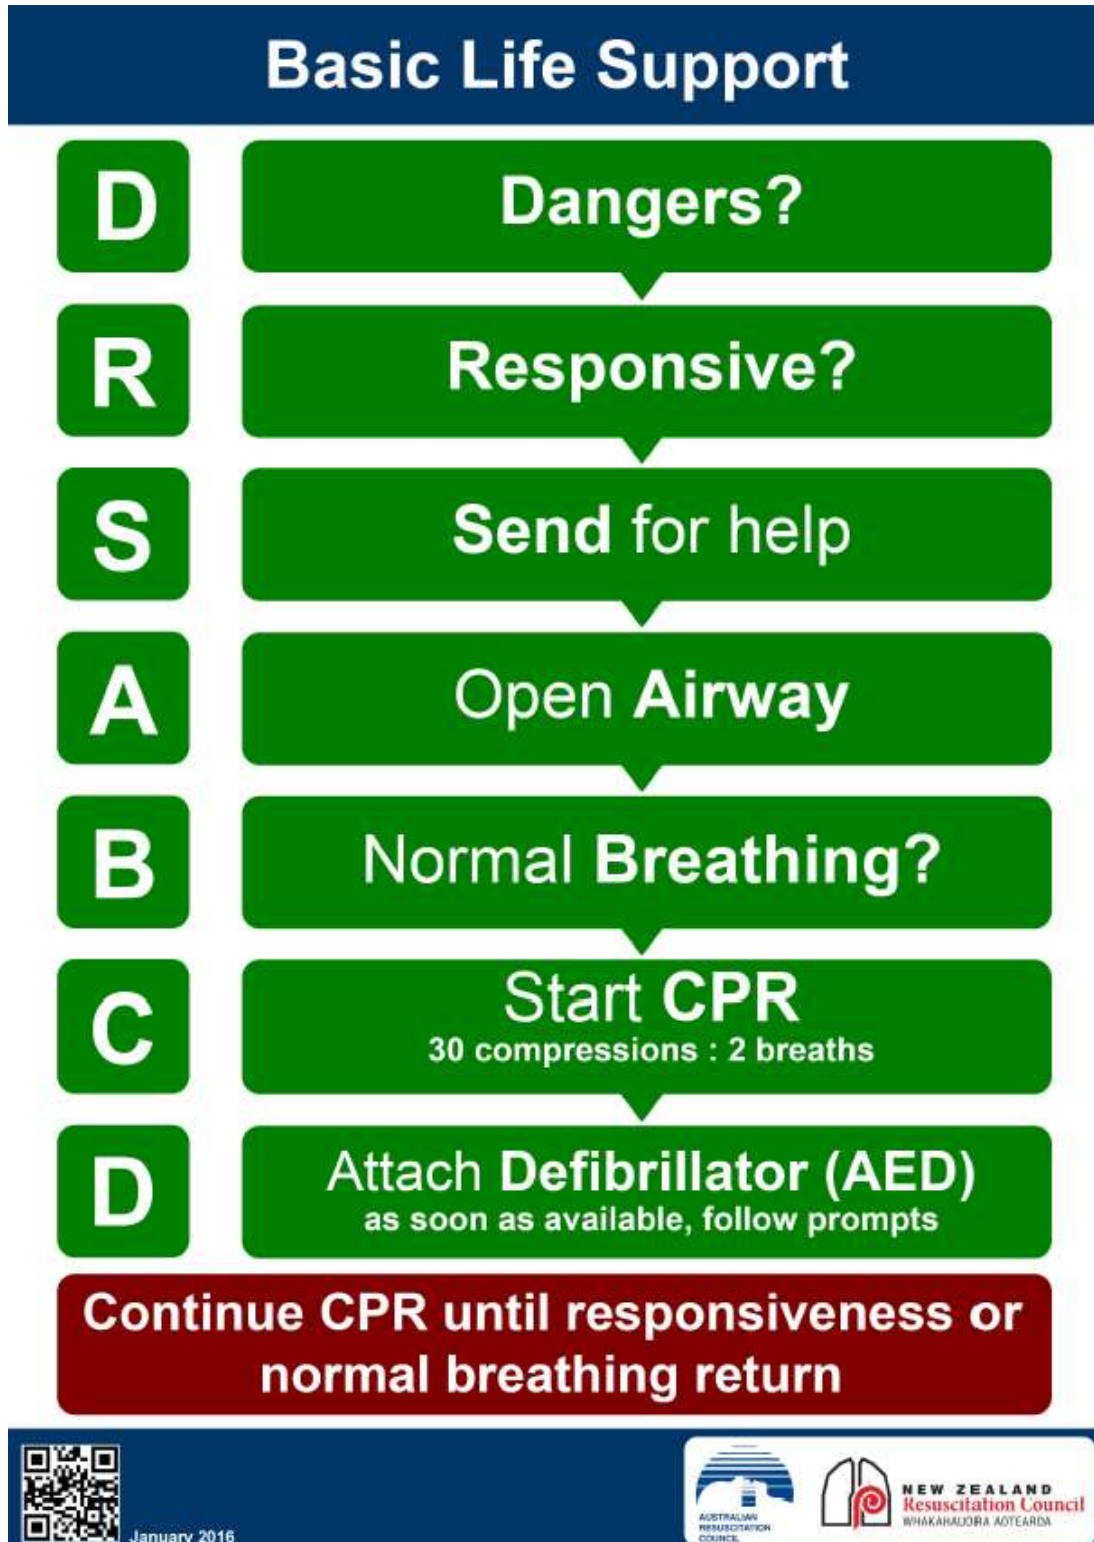 Basic Life Support
D
Dangers?
R
Responsive?
S
Send for help
A
Open Airway
B
Normal Breathing?
C
Start CPR
30 compressions : 2 breaths
D
Attach Defibrillator (AED)
as soon as available, follow prompts
Continue CPR until responsiveness or
normal breathing return
January 2016
AUSTRALIAN
RESUSCITATION
COUNCIL
NEW ZEALAND
Resuscitation Council
WHAKAHAUORA AOTEAROA